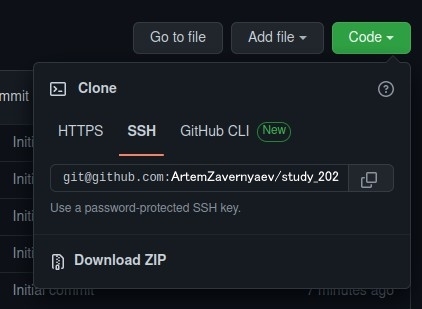 Go to file Add file Code
mmit
Clone
HTTPS SSH GitHub CLI New
Initi
git@github.com:ArtemZavernyaev/study_202
Initi
Initi
Use a password-protected SSH key.
Initi
Download ZIP
Initial commit 7 minutes ago